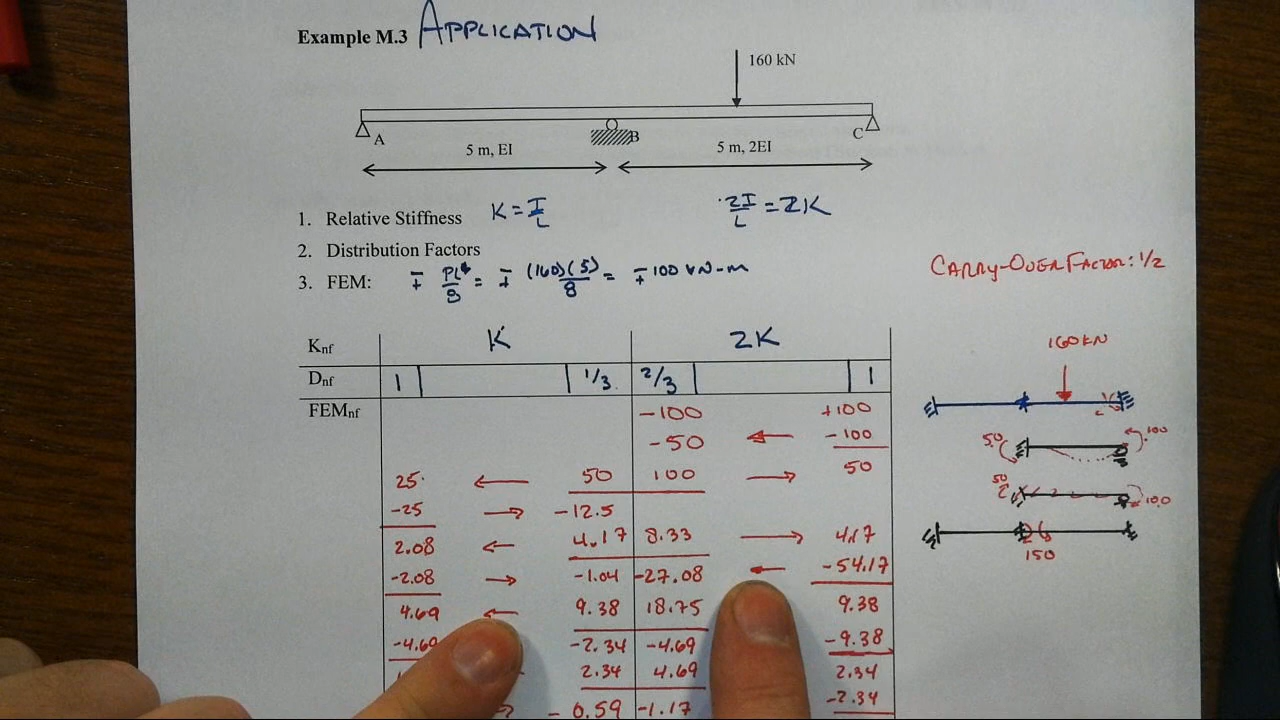 Example M.3 APPLICATION
160 kN
A B C
5 m, EI 5 m, 2EI
1. Relative Stiffness K = I/L 2I/L = 2K
2. Distribution Factors
3. FEM: ∓ PL/8 = ∓ (160)(5)/8 = ∓100 kN-m
CARRY-OVER FACTOR: 1/2
Knf K 2K
Dnf 1 1/3 2/3 1
FEMnf -100 +100
-50 ← -100
25 ← 50 100 → 50
-25 → -12.5
2.08 ← 4.17 8.33 → 4.17
-2.08 → -1.04 -27.08 ← -54.17
4.69 ← 9.38 18.75 9.38
-4.69 -2.34 -4.69 -9.38
2.34 4.69 2.34
-2.34
-0.59 -1.17
160 kN
50 100
50 100
150